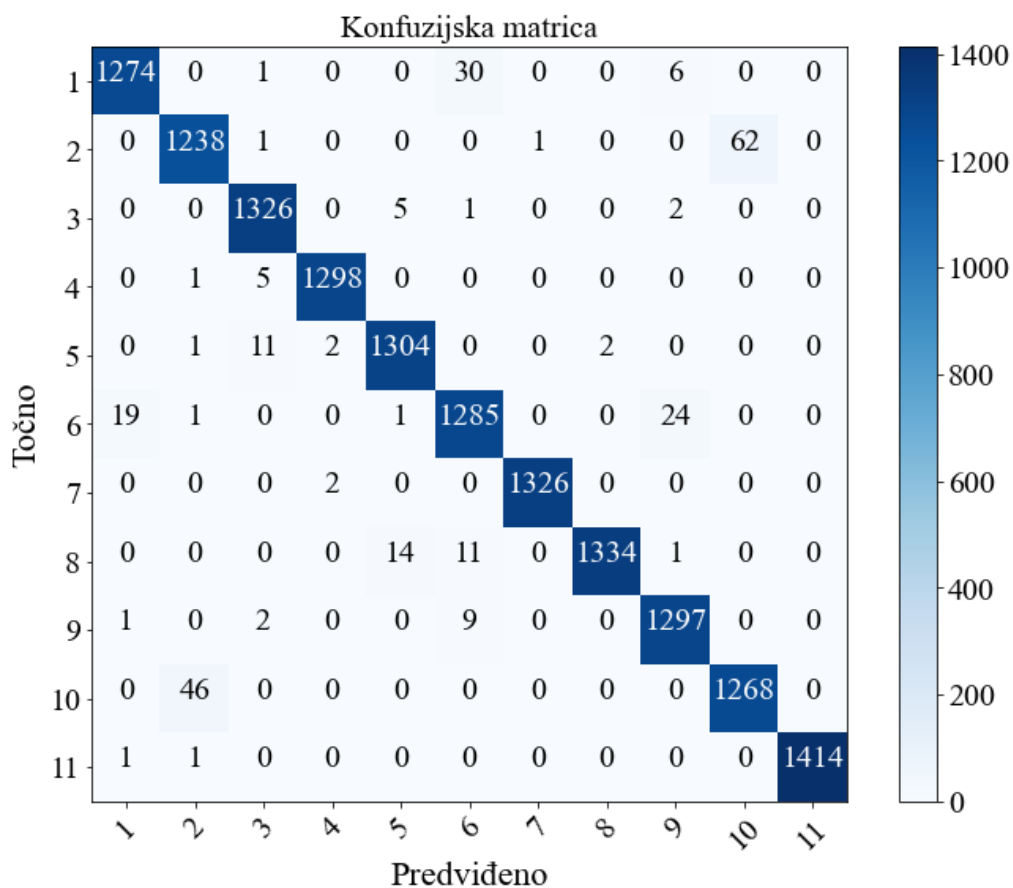 Konfuzijska matrica
1 1274 0 1 0 0 30 0 0 6 0 0
2 0 1238 1 0 0 0 1 0 0 62 0
3 0 0 1326 0 5 1 0 0 2 0 0
4 0 1 5 1298 0 0 0 0 0 0 0
5 0 1 11 2 1304 0 0 2 0 0 0
6 19 1 0 0 1 1285 0 0 24 0 0
7 0 0 0 2 0 0 1326 0 0 0 0
8 0 0 0 0 14 11 0 1334 1 0 0
9 1 0 2 0 0 9 0 0 1297 0 0
10 0 46 0 0 0 0 0 0 0 1268 0
11 1 1 0 0 0 0 0 0 0 0 1414
1 2 3 4 5 6 7 8 9 10 11
Predviđeno
Točno
1400
1200
1000
800
600
400
200
0